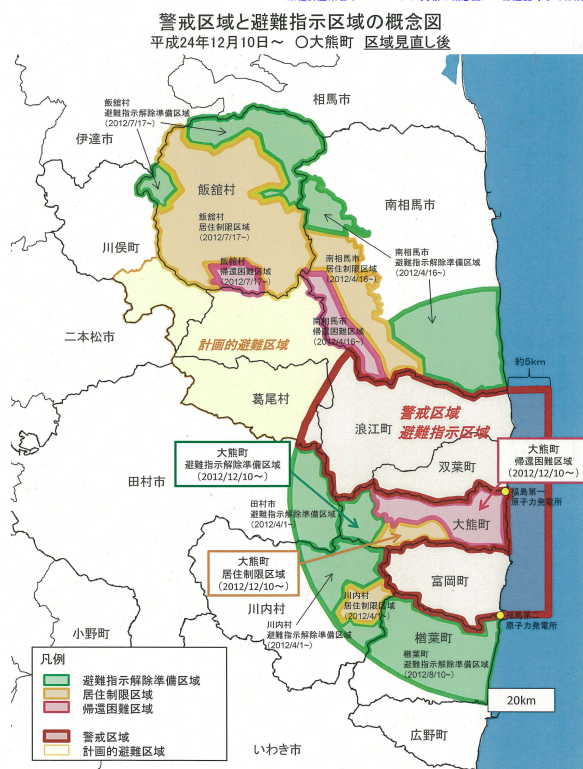 警戒区域と避難指示区域の概念図
平成24年12月10日～ ○大熊町 区域見直し後
相馬市
飯舘村
避難指示解除準備区域
(2012/7/17～)
伊達市
飯舘村
飯舘村
居住制限区域
(2012/7/17～)
南相馬市
川俣町
南相馬市
居住制限区域
(2012/4/16～)
南相馬市
避難指示解除準備区域
(2012/4/16～)
飯舘村
帰還困難区域
(2012/7/17～)
南相馬市
帰還困難区域
(2012/4/16～)
二本松市
計画的避難区域
約5km
葛尾村
警戒区域
避難指示区域
浪江町
大熊町
避難指示解除準備区域
(2012/12/10～)
大熊町
帰還困難区域
(2012/12/10～)
双葉町
田村市
田村市
避難指示解除準備区域
(2012/4/1～)
福島第一
原子力発電所
大熊町
大熊町
居住制限区域
(2012/12/10～)
富岡町
川内村
川内村
居住制限区域
(2012/4/1～)
川内村
避難指示解除準備区域
(2012/4/1～)
福島第二
原子力発電所
小野町
楢葉町
楢葉町
避難指示解除準備区域
(2012/8/10～)
凡例
避難指示解除準備区域
居住制限区域
帰還困難区域
警戒区域
計画的避難区域
20km
広野町
いわき市